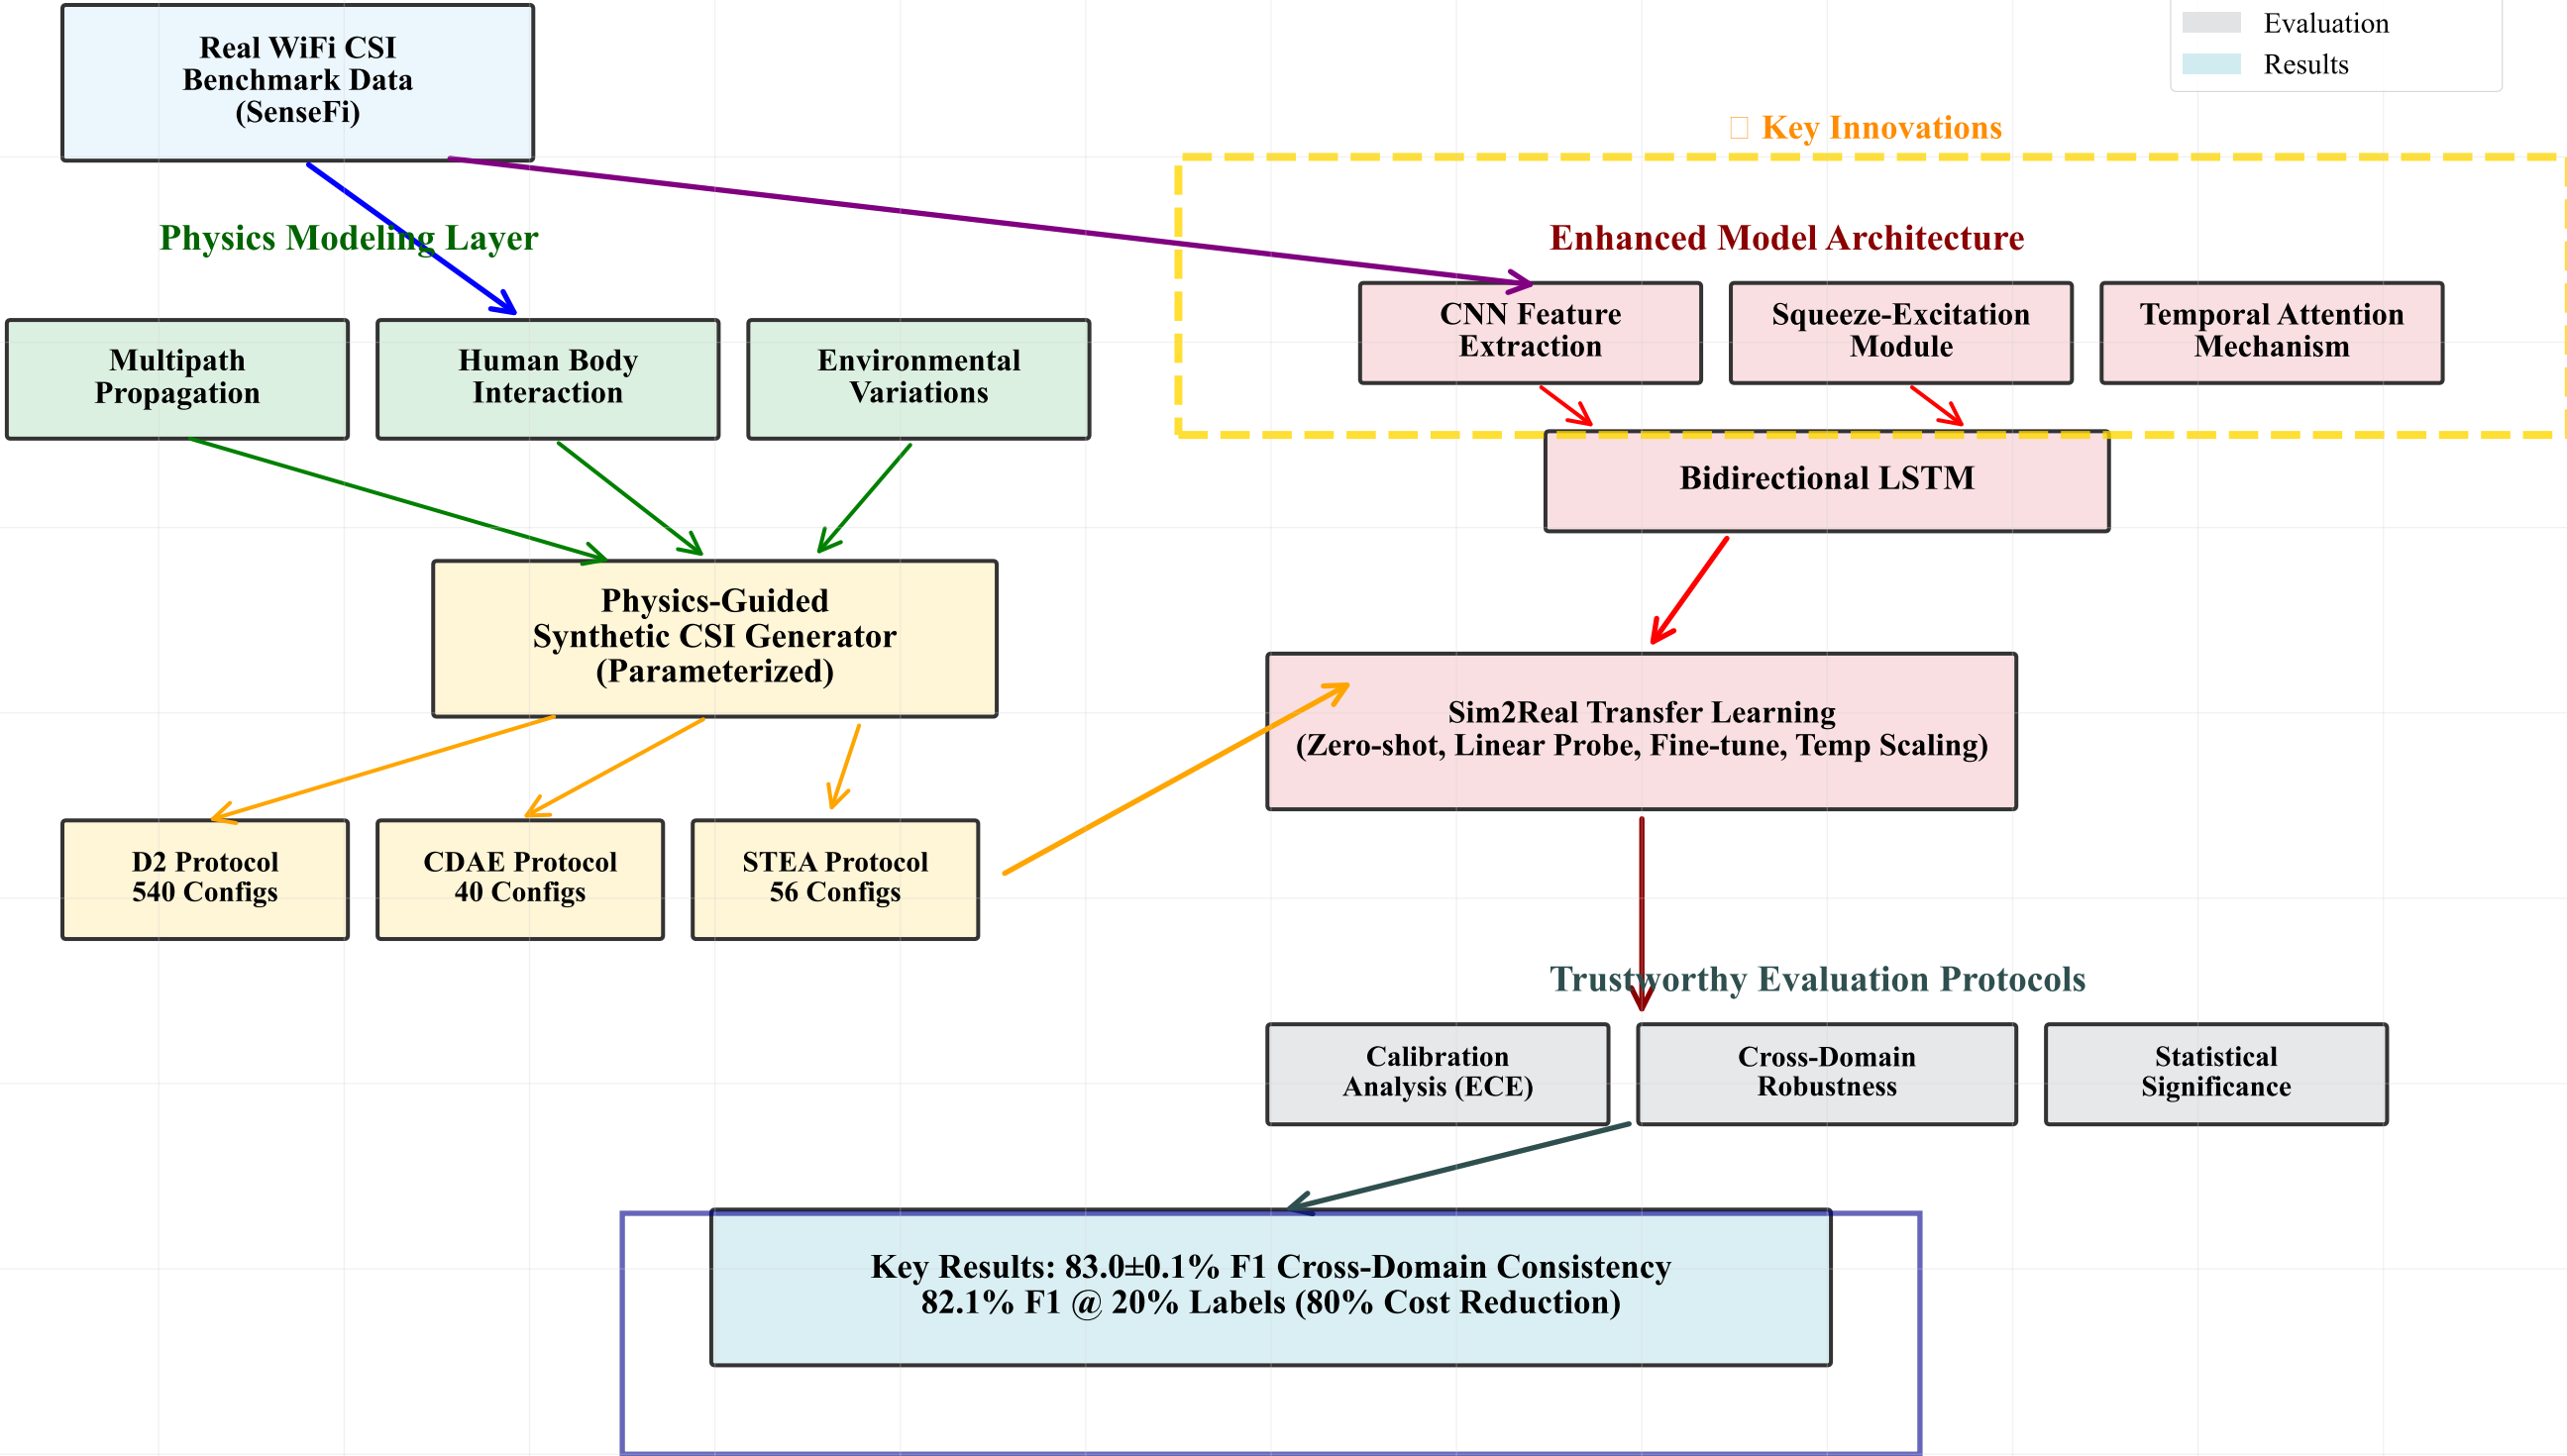 Real WiFi CSI
Benchmark Data
(SenseFi)
Evaluation
Results
Key Innovations
Physics Modeling Layer
Enhanced Model Architecture
Multipath
Propagation
Human Body
Interaction
Environmental
Variations
CNN Feature
Extraction
Squeeze-Excitation
Module
Temporal Attention
Mechanism
Bidirectional LSTM
Physics-Guided
Synthetic CSI Generator
(Parameterized)
Sim2Real Transfer Learning
(Zero-shot, Linear Probe, Fine-tune, Temp Scaling)
D2 Protocol
540 Configs
CDAE Protocol
40 Configs
STEA Protocol
56 Configs
Trustworthy Evaluation Protocols
Calibration
Analysis (ECE)
Cross-Domain
Robustness
Statistical
Significance
Key Results: 83.0±0.1% F1 Cross-Domain Consistency
82.1% F1 @ 20% Labels (80% Cost Reduction)